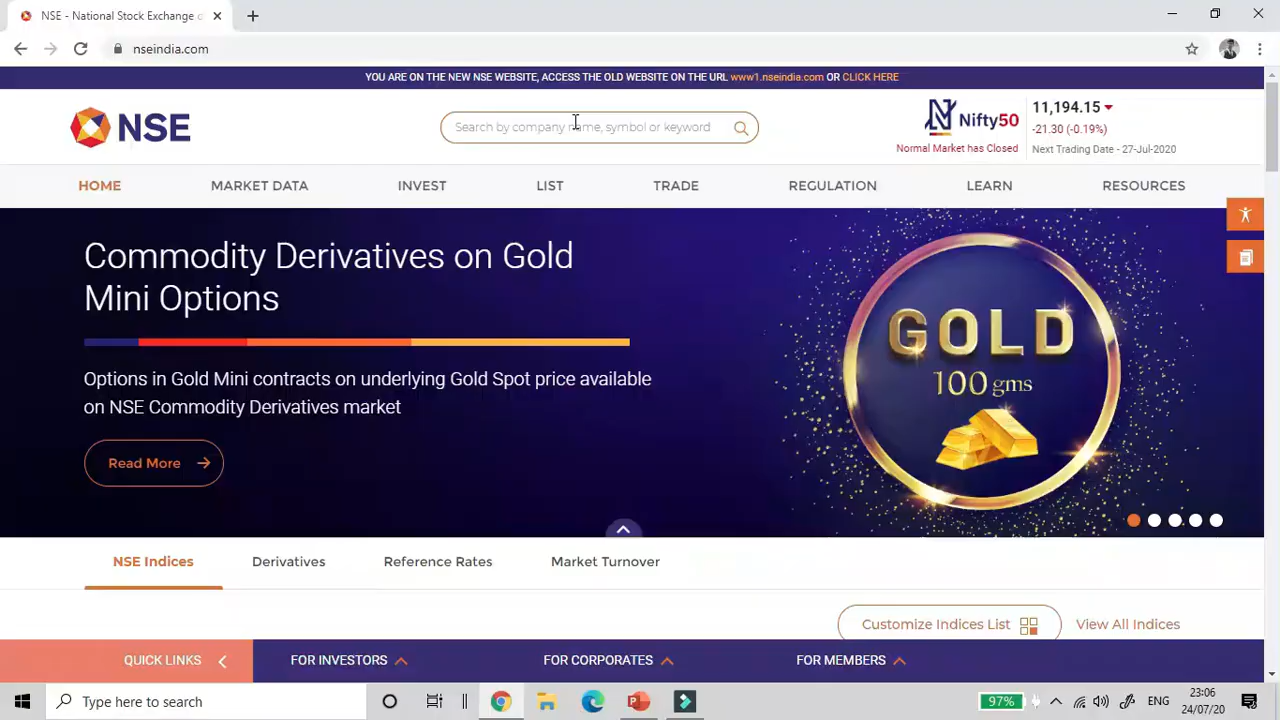 NSE - National Stock Exchange o
nseindia.com
YOU ARE ON THE NEW NSE WEBSITE, ACCESS THE OLD WEBSITE ON THE URL www1.nseindia.com OR CLICK HERE
NSE
Search by company name, symbol or keyword
Nifty50
Normal Market has Closed
11,194.15
-21.30 (-0.19%)
Next Trading Date - 27-Jul-2020
HOME MARKET DATA INVEST LIST TRADE REGULATION LEARN RESOURCES
Commodity Derivatives on Gold
Mini Options
Options in Gold Mini contracts on underlying Gold Spot price available
on NSE Commodity Derivatives market
Read More
GOLD
100 gms
NSE Indices Derivatives Reference Rates Market Turnover
Customize Indices List View All Indices
QUICK LINKS FOR INVESTORS FOR CORPORATES FOR MEMBERS
Type here to search
97%
ENG
23:06
24/07/20